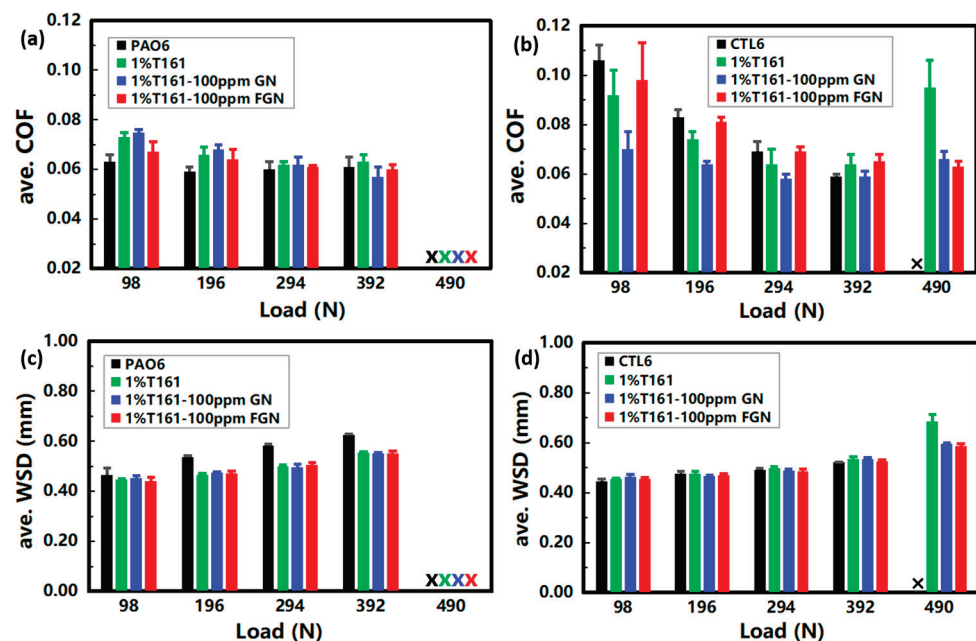 (a)
0.12
0.10
0.08
0.06
0.04
0.02
ave. COF
PAO6
1%T161
1%T161-100ppm GN
1%T161-100ppm FGN
XXXX
98 196 294 392 490
Load (N)
(b)
0.12
0.10
0.08
0.06
0.04
0.02
ave. COF
CTL6
1%T161
1%T161-100ppm GN
1%T161-100ppm FGN
×
98 196 294 392 490
Load (N)
(c)
1.00
0.80
0.60
0.40
0.20
0.00
ave. WSD (mm)
PAO6
1%T161
1%T161-100ppm GN
1%T161-100ppm FGN
XXXX
98 196 294 392 490
Load (N)
(d)
1.00
0.80
0.60
0.40
0.20
0.00
ave. WSD (mm)
CTL6
1%T161
1%T161-100ppm GN
1%T161-100ppm FGN
×
98 196 294 392 490
Load (N)